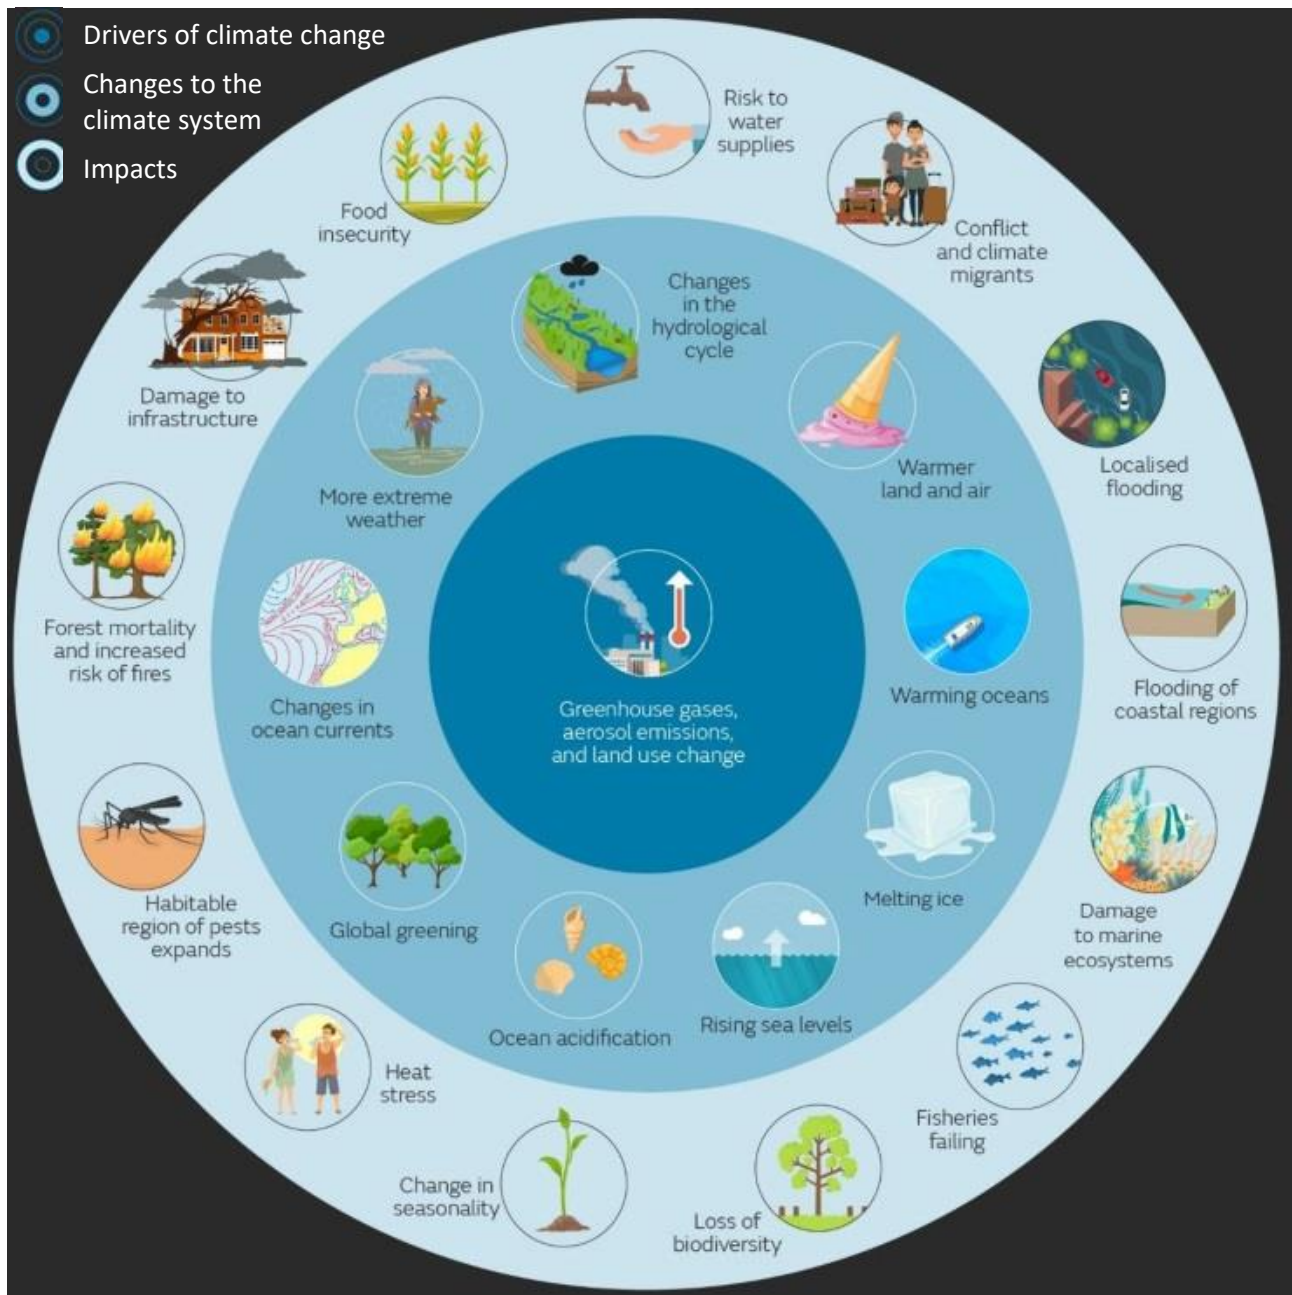 Drivers of climate change
Changes to the
climate system
Impacts
Risk to
water
supplies
Conflict
and climate
migrants
Localised
flooding
Flooding of
coastal regions
Damage
to marine
ecosystems
Fisheries
failing
Loss of
biodiversity
Change in
seasonality
Heat
stress
Habitable
region of pests
expands
Forest mortality
and increased
risk of fires
Damage to
infrastructure
Food
insecurity
Changes
in the
hydrological
cycle
Warmer
land and air
Warming oceans
Melting ice
Rising sea levels
Ocean acidification
Global greening
Changes in
ocean currents
More extreme
weather
Greenhouse gases,
aerosol emissions,
and land use change